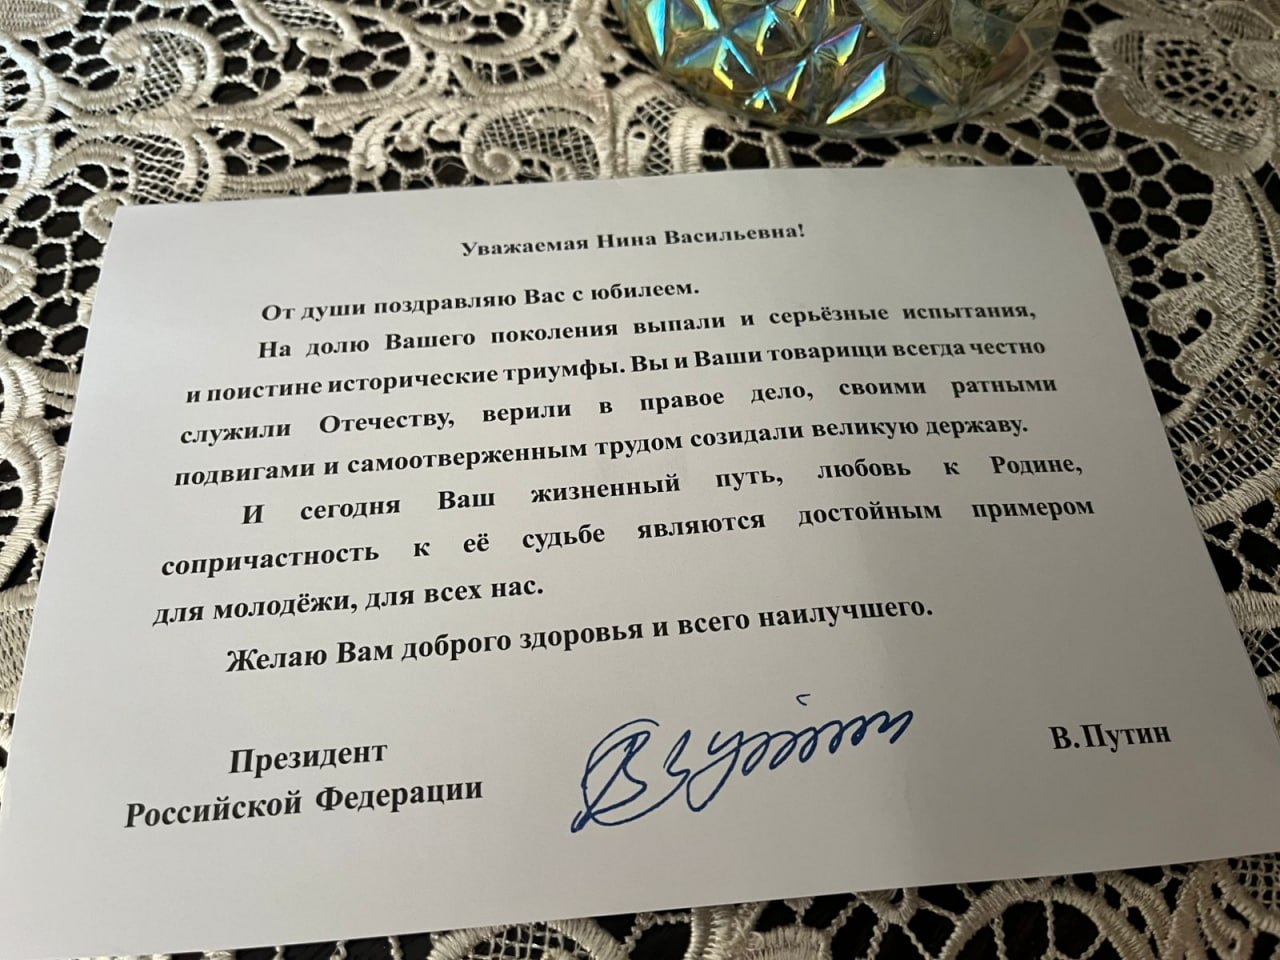 Уважаемая Нина Васильевна!
От души поздравляю Вас с юбилеем.
На долю Вашего поколения выпали и серьёзные испытания,
и поистине исторические триумфы. Вы и Ваши товарищи всегда честно
служили Отечеству, верили в правое дело, своими ратными
подвигами и самоотверженным трудом созидали великую державу.
И сегодня Ваш жизненный путь, любовь к Родине,
сопричастность к её судьбе являются достойным примером
для молодёжи, для всех нас.
Желаю Вам доброго здоровья и всего наилучшего.
Президент
Российской Федерации
В.Путин